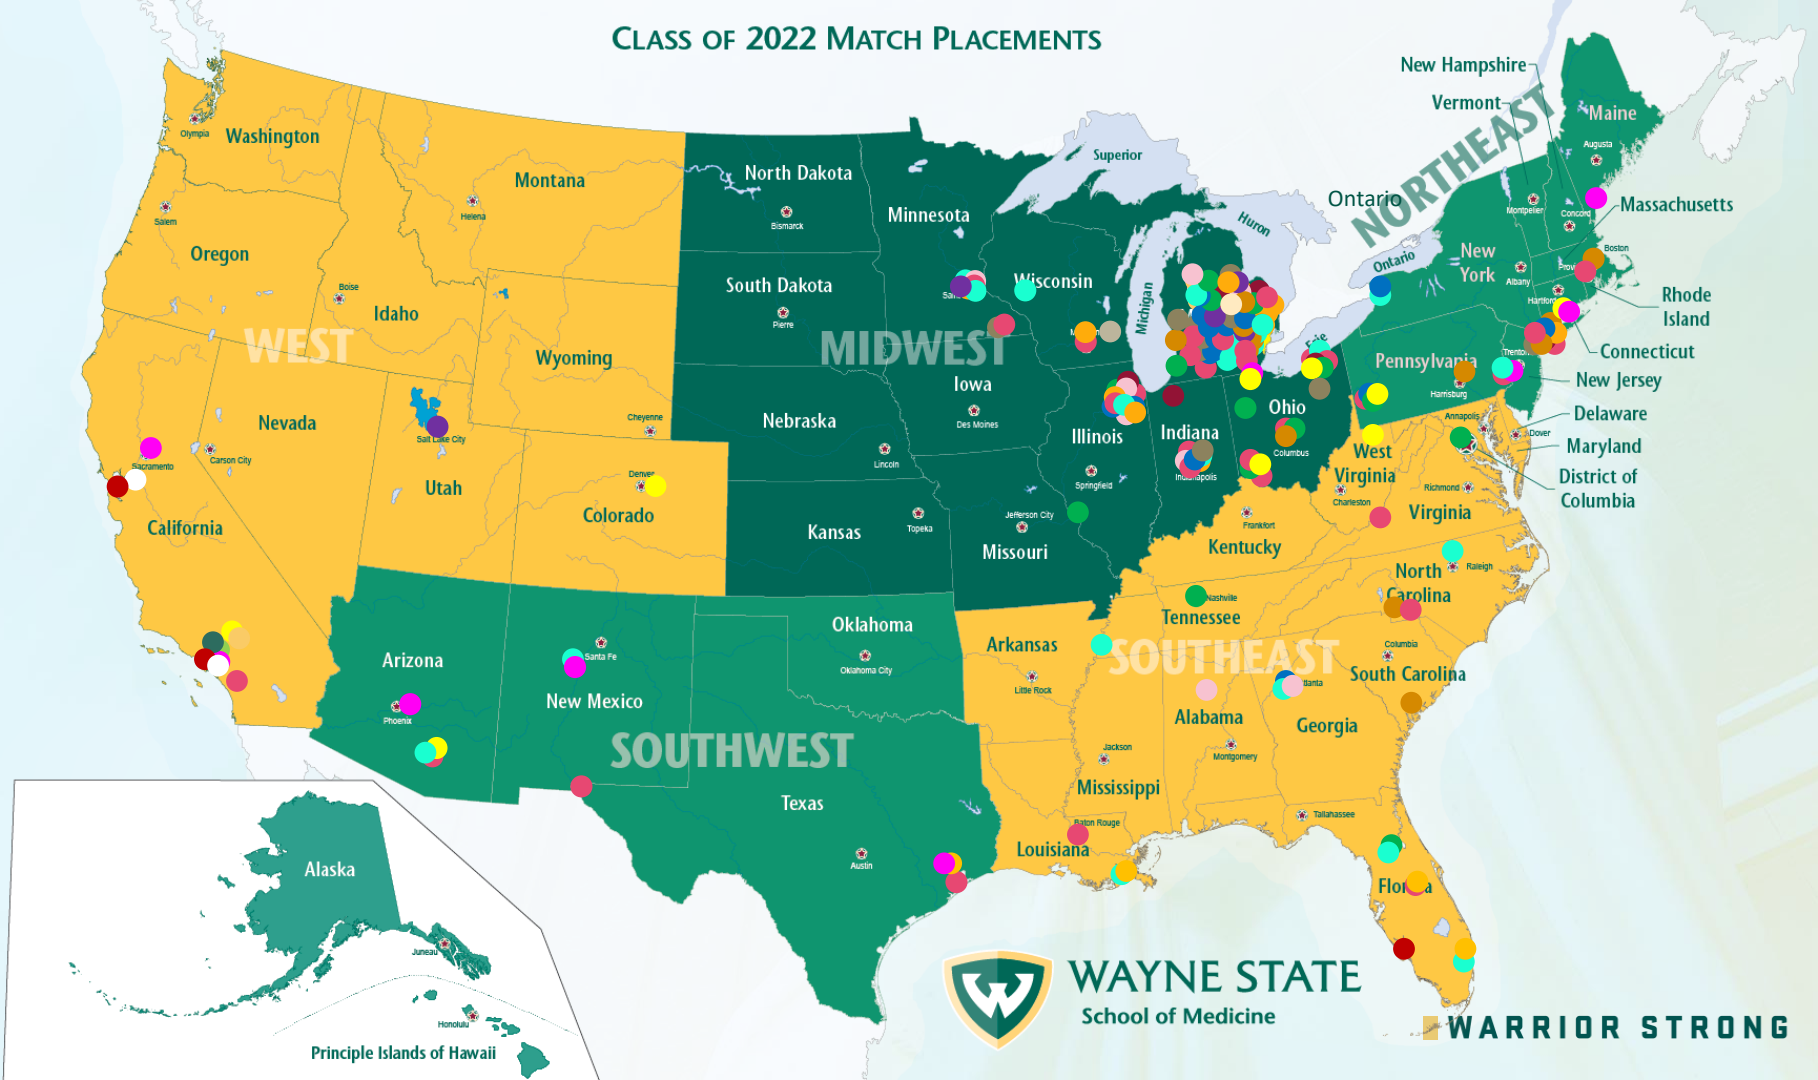 CLASS OF 2022 MATCH PLACEMENTS
New Hampshire
Vermont
NORTHEAST
Maine
Augusta
Olympia
Washington
Superior
North Dakota
Montana
Bismarck
Helena
Salem
Minnesota
Ontario
Montpelier
Concord
Massachusetts
Huron
Oregon
New
York
Boston
Ontario
Albany
Provi
South Dakota
Wisconsin
Boise
Idaho
Pierre
Michigan
Hartford
Rhode
Island
WEST
MIDWEST
Wyoming
Erie
Pennsylvania
Trenton
Connecticut
New Jersey
Iowa
Harrisburg
Nevada
Cheyenne
Nebraska
Des Moines
Ohio
Annapolis
Delaware
Salt Lake City
Illinois
Indiana
Dover
Maryland
Carson City
Sacramento
Lincoln
Columbus
West
Virginia
Denver
Utah
Springfield
Indianapolis
Richmond
District of
Columbia
Charleston
California
Colorado
Topeka
Jefferson City
Virginia
Kansas
Missouri
Frankfort
Kentucky
North
Carolina
Raleigh
Nashville
Tennessee
Oklahoma
Arkansas
SOUTHEAST
Columbia
Arizona
Santa Fe
Oklahoma City
Little Rock
South Carolina
New Mexico
Phoenix
Atlanta
Alabama
Georgia
SOUTHWEST
Jackson
Montgomery
Mississippi
Texas
Tallahassee
Baton Rouge
Louisiana
Austin
Alaska
Florida
Juneau
WAYNE STATE
School of Medicine
Honolulu
WARRIOR STRONG
Principle Islands of Hawaii